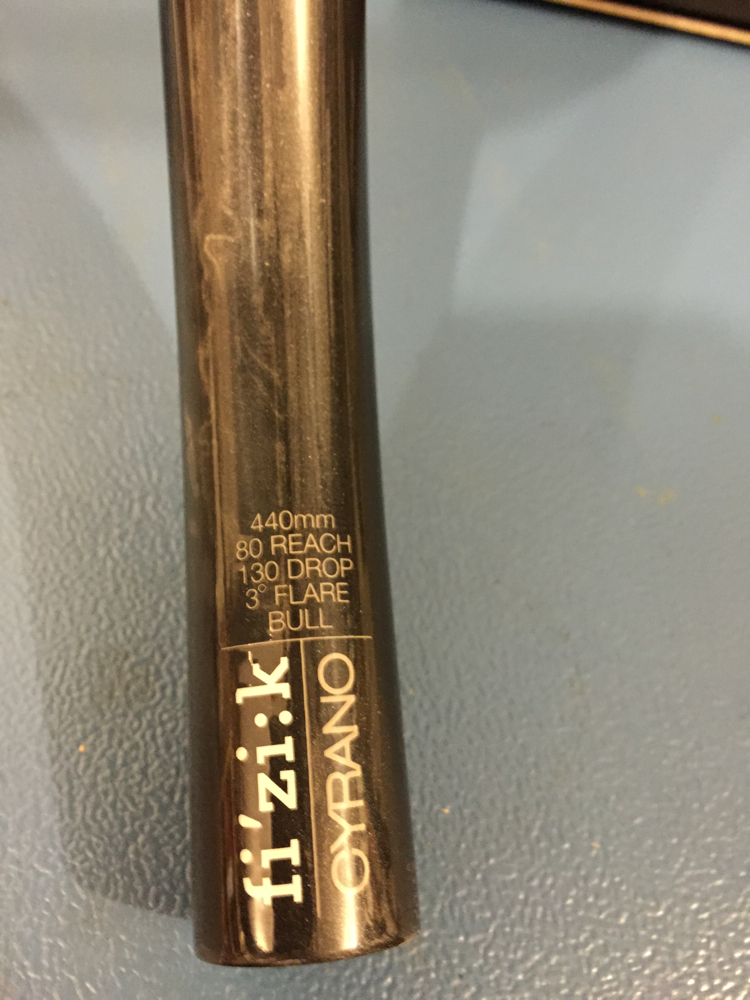 440mm
80 REACH
130 DROP
3° FLARE
BULL
fi'zi:k
CYRANO